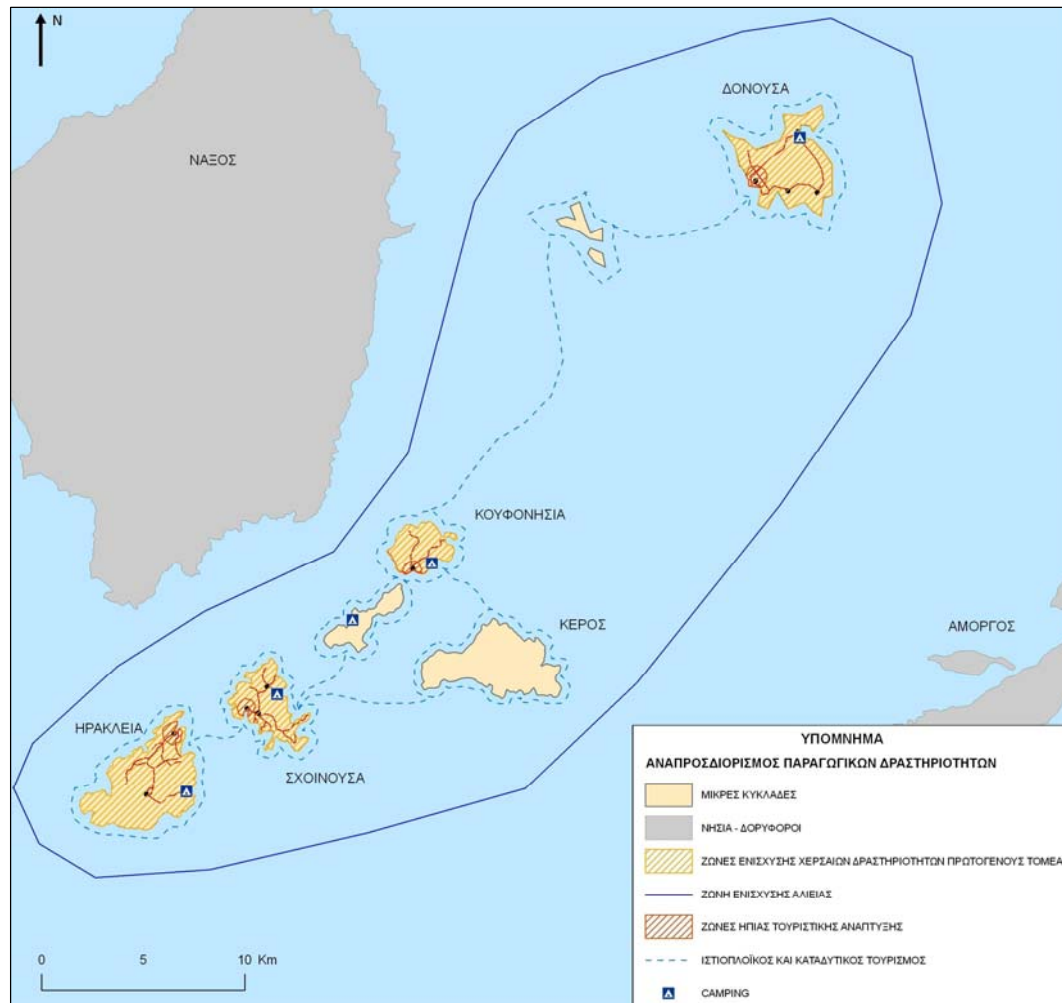 N
ΔΟΝΟΥΣΑ
ΝΑΞΟΣ
ΚΟΥΦΟΝΗΣΙΑ
ΚΕΡΟΣ
ΑΜΟΡΓΟΣ
ΗΡΑΚΛΕΙΑ
ΣΧΟΙΝΟΥΣΑ
ΥΠΟΜΝΗΜΑ
ΑΝΑΠΡΟΣΔΙΟΡΙΣΜΟΣ ΠΑΡΑΓΩΓΙΚΩΝ ΔΡΑΣΤΗΡΙΟΤΗΤΩΝ
ΜΙΚΡΕΣ ΚΥΚΛΑΔΕΣ
ΝΗΣΙΑ - ΔΟΡΥΦΟΡΟΙ
ΖΩΝΕΣ ΕΝΙΣΧΥΣΗΣ ΧΕΡΣΑΙΩΝ ΔΡΑΣΤΗΡΙΟΤΗΤΩΝ ΠΡΩΤΟΓΕΝΟΥΣ ΤΟΜΕΑ
ΖΩΝΗ ΕΝΙΣΧΥΣΗΣ ΑΛΙΕΙΑΣ
ΖΩΝΕΣ ΗΠΙΑΣ ΤΟΥΡΙΣΤΙΚΗΣ ΑΝΑΠΤΥΞΗΣ
ΙΣΤΙΟΠΛΟΪΚΟΣ ΚΑΙ ΚΑΤΑΔΥΤΙΚΟΣ ΤΟΥΡΙΣΜΟΣ
CAMPING
0 5 10 Km